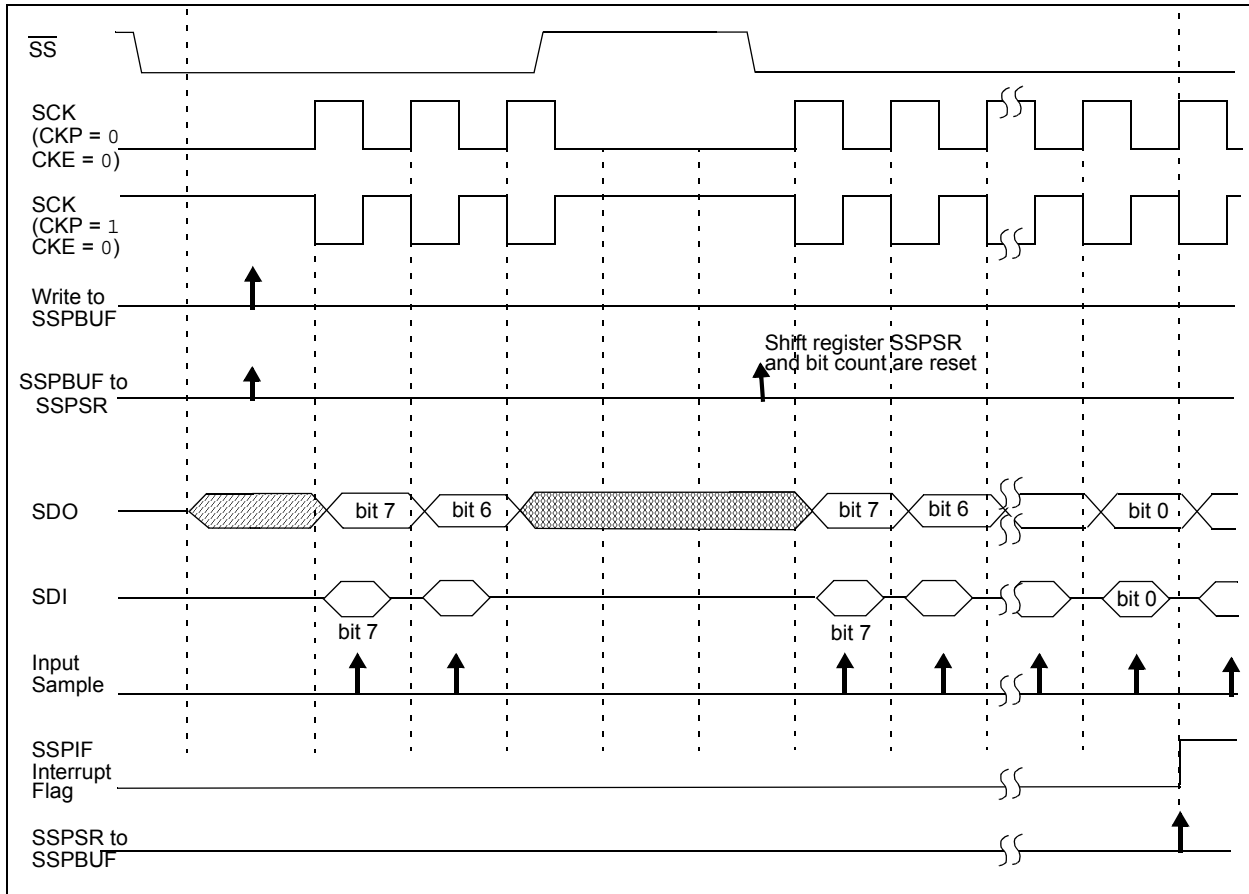 SS
SCK
(CKP = 0
CKE = 0)
SCK
(CKP = 1
CKE = 0)
Write to
SSPBUF
Shift register SSPSR
and bit count are reset
SSPBUF to
SSPSR
SDO
bit 7
bit 6
bit 7
bit 6
bit 0
SDI
bit 7
bit 7
bit 0
Input
Sample
SSPIF
Interrupt
Flag
SSPSR to
SSPBUF